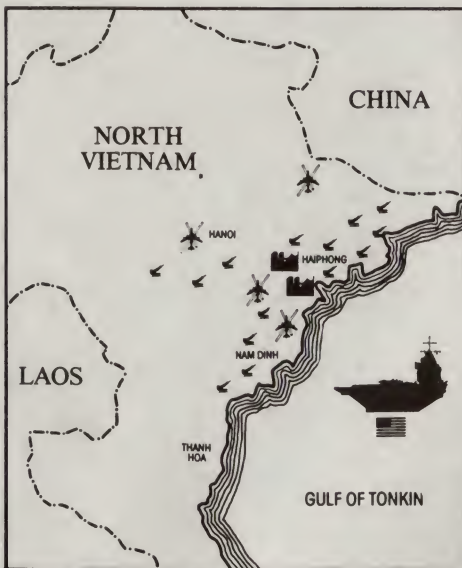 CHINA
NORTH
VIETNAM
HANOI
HAIPHONG
NAM DINH
LAOS
THANH
HOA
GULF OF TONKIN